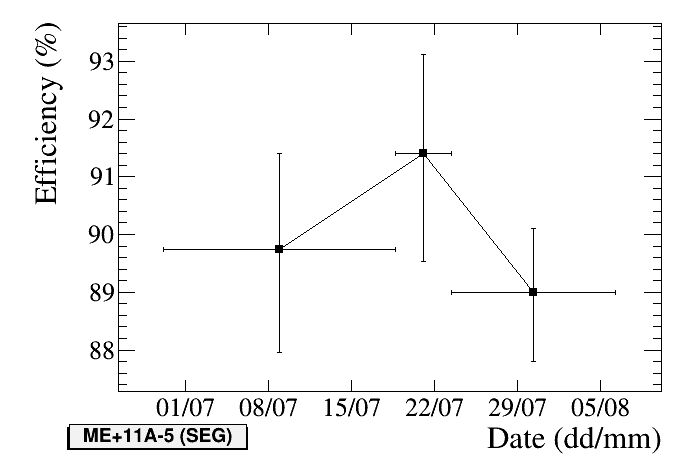 Efficiency (%)
93
92
91
90
89
88
01/07 08/07 15/07 22/07 29/07 05/08
ME+11A-5 (SEG)
Date (dd/mm)